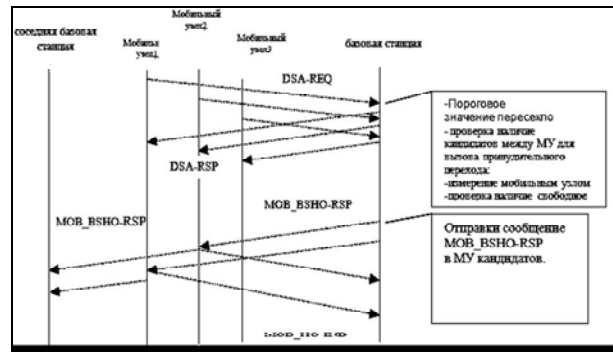 соседняя базовая
станция
Мобильн
узел1
Мобильный
узел2
Мобильный
узел3
базовая станция
DSA-REQ
DSA-RSP
MOB_BSHO-RSP
MOB_BSHO-RSP
-Пороговое
значение пересекло
- проверка наличие
кандидатов между МУ для
вызова принудительного
перехода:
-измерение мобильным узлом
-проверка наличие свободное
Отправки сообщение
MOB_BSHO-RSP
в МУ кандидатов.